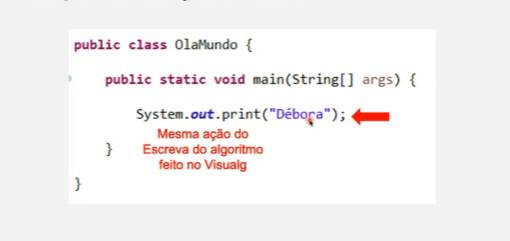 public class OlaMundo {
public static void main(String[] args) {
System.out.print("Débora");
Mesma ação do
} Escreva do algoritmo
feito no Visualg
}